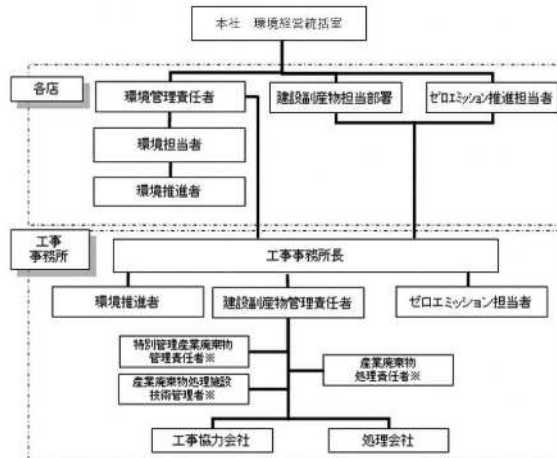 本社　環境経営統括室
各店
環境管理責任者
建設副産物担当部署
ゼロエミッション推進担当者
環境担当者
環境推進者
工事
事務所
工事事務所長
環境推進者
建設副産物管理責任者
ゼロエミッション担当者
特別管理産業廃棄物
管理責任者※
産業廃棄物
処理責任者※
産業廃棄物処理施設
技術管理者※
工事協力会社
処理会社